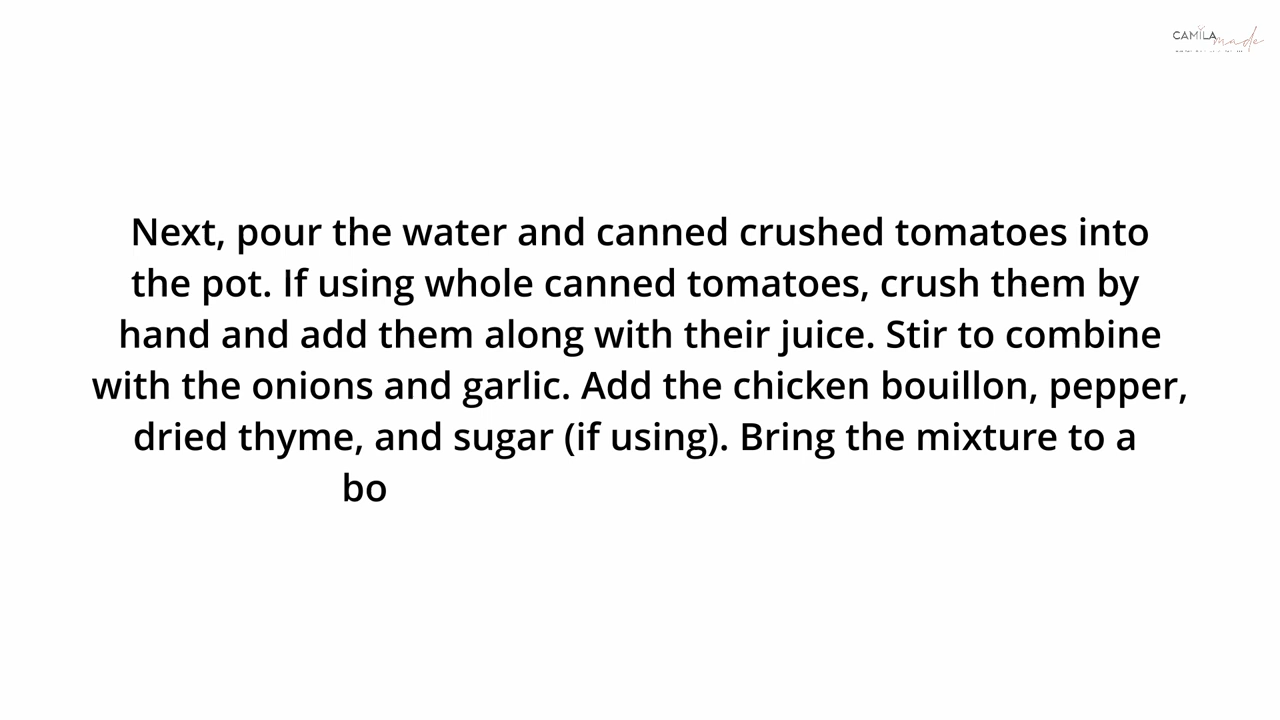 CAMILA
made
Next, pour the water and canned crushed tomatoes into
the pot. If using whole canned tomatoes, crush them by
hand and add them along with their juice. Stir to combine
with the onions and garlic. Add the chicken bouillon, pepper,
dried thyme, and sugar (if using). Bring the mixture to a
bo